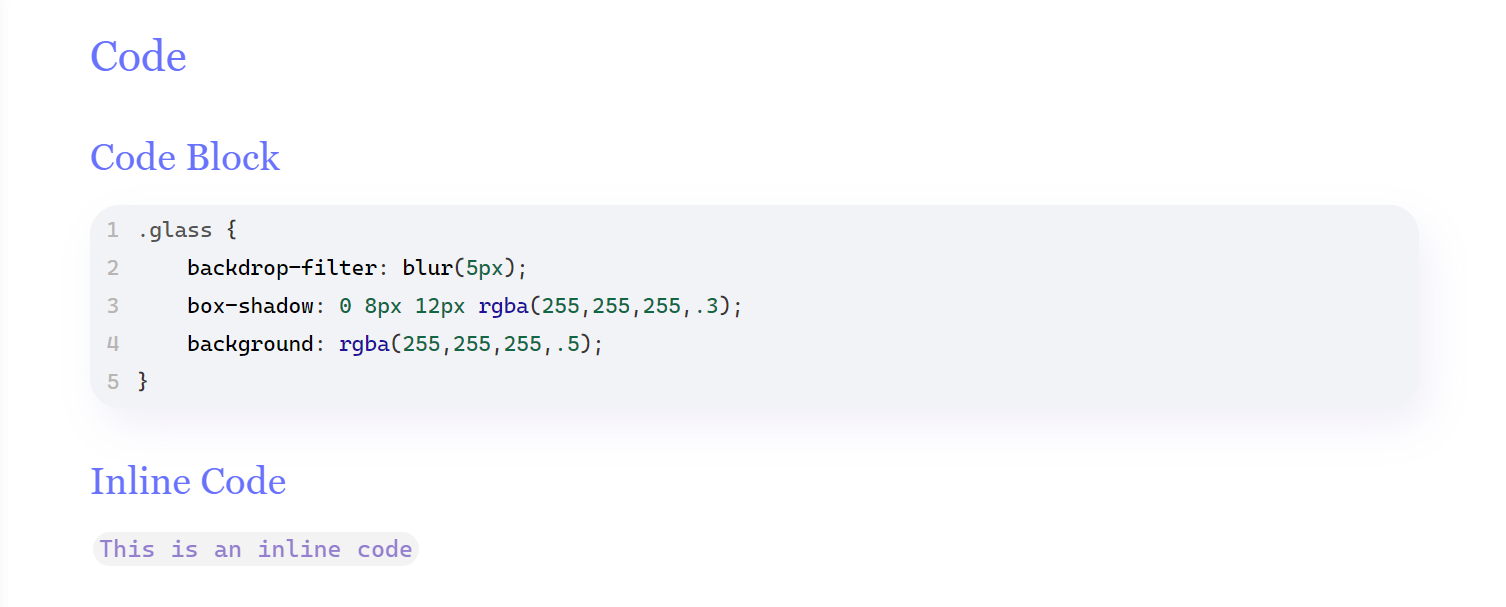 Code
Code Block
1 .glass {
2     backdrop-filter: blur(5px);
3     box-shadow: 0 8px 12px rgba(255,255,255,.3);
4     background: rgba(255,255,255,.5);
5 }
Inline Code
This is an inline code